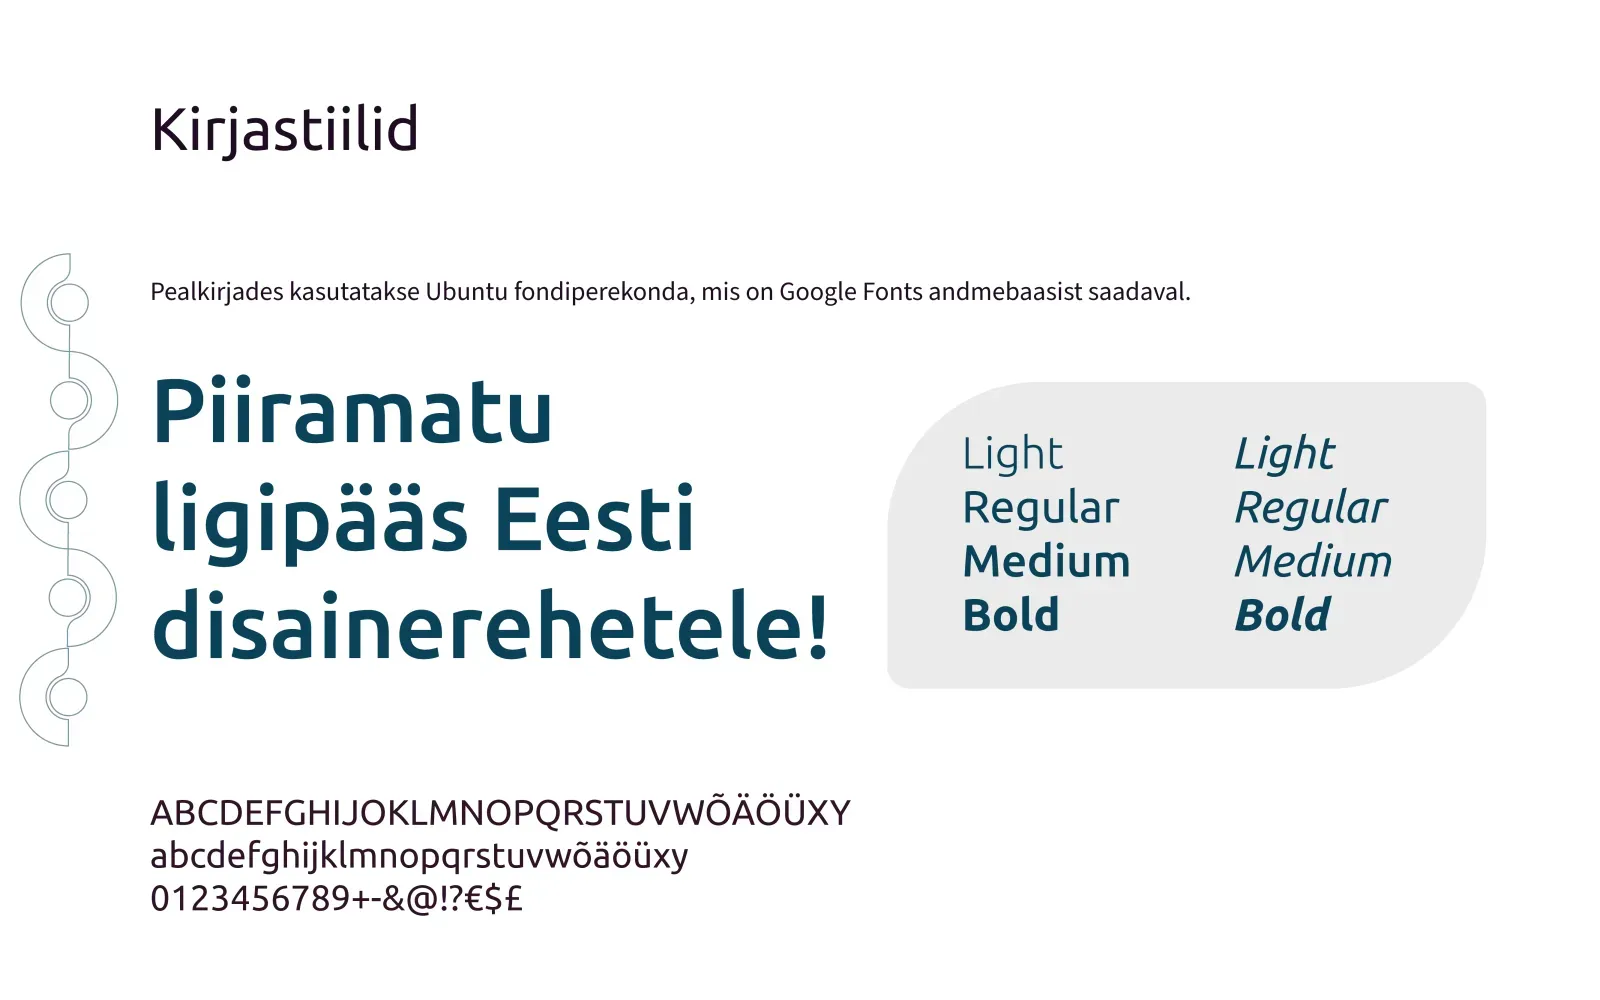 Kirjastiilid
Pealkirjades kasutatakse Ubuntu fondiperekonda, mis on Google Fonts andmebaasist saadaval.
Piiramatu
ligipääs Eesti
disainerehetele!
Light
Regular
Medium
Bold
Light
Regular
Medium
Bold
ABCDEFGHIJOKLMNOPQRSTUVWÕÄÖÜXY
abcdefghijklmnopqrstuvwõäöüxy
0123456789+-&@!?€$£